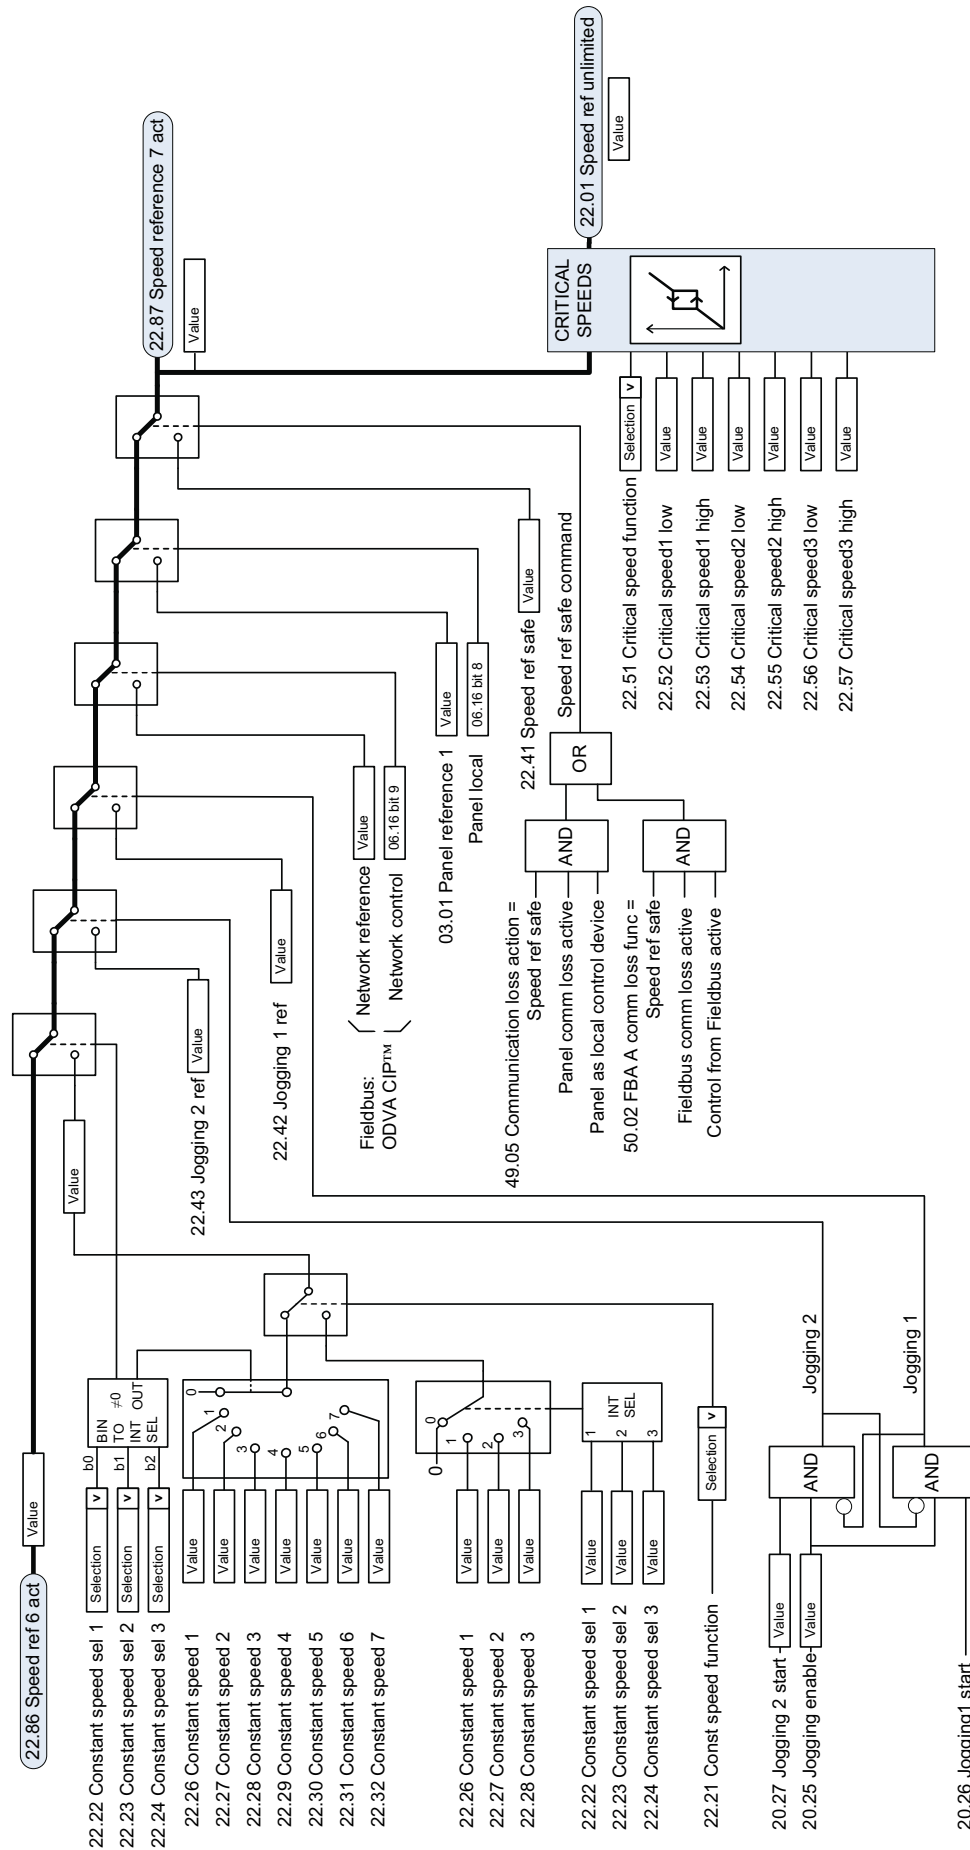 22.86 Speed ref 6 act
Value
22.87 Speed reference 7 act
Value
22.01 Speed ref unlimited
Value
22.22 Constant speed sel 1
Selection
v
b0
22.23 Constant speed sel 2
Selection
v
b1
22.24 Constant speed sel 3
Selection
v
b2
BIN
TO
INT
SEL
≠0
OUT
Value
22.26 Constant speed 1
Value
22.27 Constant speed 2
Value
22.28 Constant speed 3
Value
22.29 Constant speed 4
Value
22.30 Constant speed 5
Value
22.31 Constant speed 6
Value
22.32 Constant speed 7
Value
0
1
2
3
4
5
6
7
22.26 Constant speed 1
Value
22.27 Constant speed 2
Value
22.28 Constant speed 3
Value
0
0
1
2
3
22.22 Constant speed sel 1
Value
1
22.23 Constant speed sel 2
Value
2
22.24 Constant speed sel 3
Value
3
INT
SEL
22.21 Const speed function
Selection
v
20.27 Jogging 2 start
Value
20.25 Jogging enable
Value
20.26 Jogging1 start
AND
AND
Jogging 2
Jogging 1
22.43 Jogging 2 ref
Value
22.42 Jogging 1 ref
Value
Fieldbus:
ODVA CIP™
Network reference
Value
Network control
06.16 bit 9
03.01 Panel reference 1
Value
Panel local
06.16 bit 8
22.41 Speed ref safe
Value
Speed ref safe command
49.05 Communication loss action =
Speed ref safe
Panel comm loss active
Panel as local control device
AND
50.02 FBA A comm loss func =
Speed ref safe
Fieldbus comm loss active
Control from Fieldbus active
AND
OR
CRITICAL
SPEEDS
22.51 Critical speed function
Selection
v
22.52 Critical speed1 low
Value
22.53 Critical speed1 high
Value
22.54 Critical speed2 low
Value
22.55 Critical speed2 high
Value
22.56 Critical speed3 low
Value
22.57 Critical speed3 high
Value